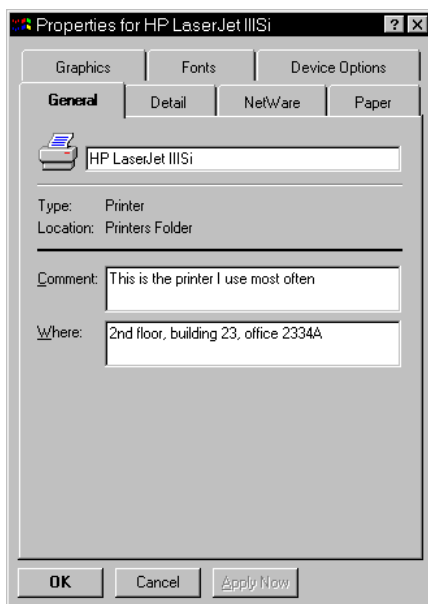 Properties for HP LaserJet IIISi
Graphics Fonts Device Options
General Detail NetWare Paper
HP LaserJet IIISi
Type: Printer
Location: Printers Folder
Comment: This is the printer I use most often
Where: 2nd floor, building 23, office 2334A
OK Cancel Apply Now